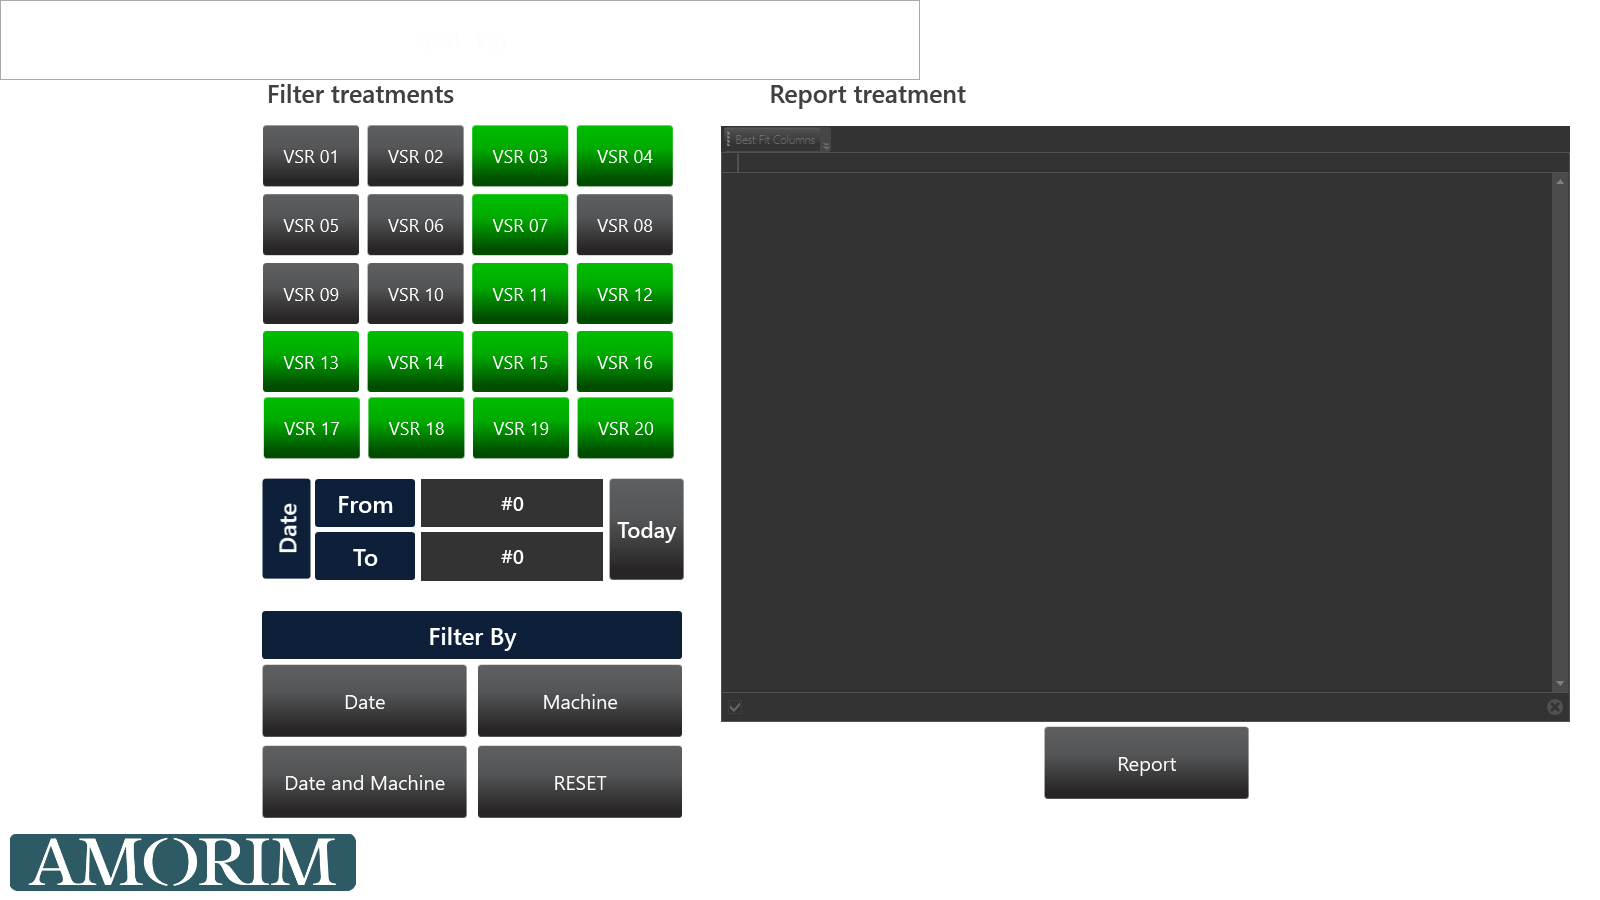 Filter treatments
Report treatment
VSR 01
VSR 02
VSR 03
VSR 04
VSR 05
VSR 06
VSR 07
VSR 08
VSR 09
VSR 10
VSR 11
VSR 12
VSR 13
VSR 14
VSR 15
VSR 16
VSR 17
VSR 18
VSR 19
VSR 20
Date
From
#0
To
#0
Today
Filter By
Date
Machine
Date and Machine
RESET
Best Fit Columns
Report
AMORIM